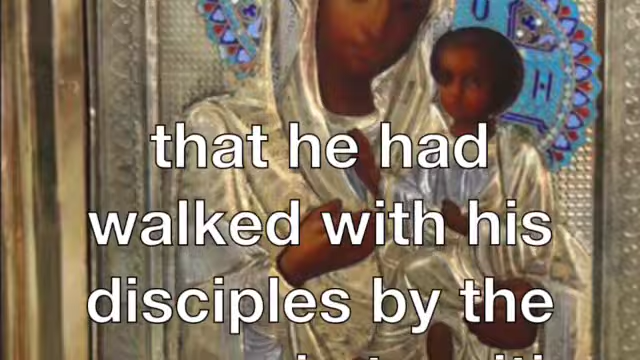 that he had
walked with his
disciples by the